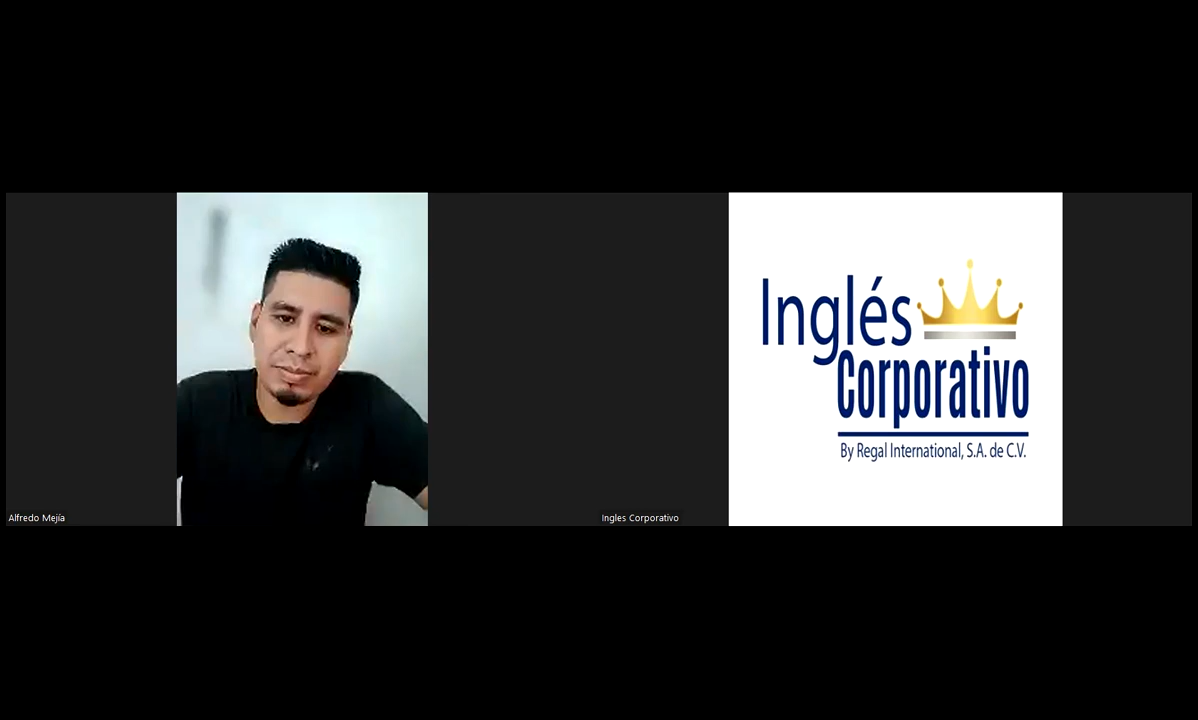 Inglés
Corporativo
By Regal International, S.A. de C.V.
Alfredo Mejía
Ingles Corporativo